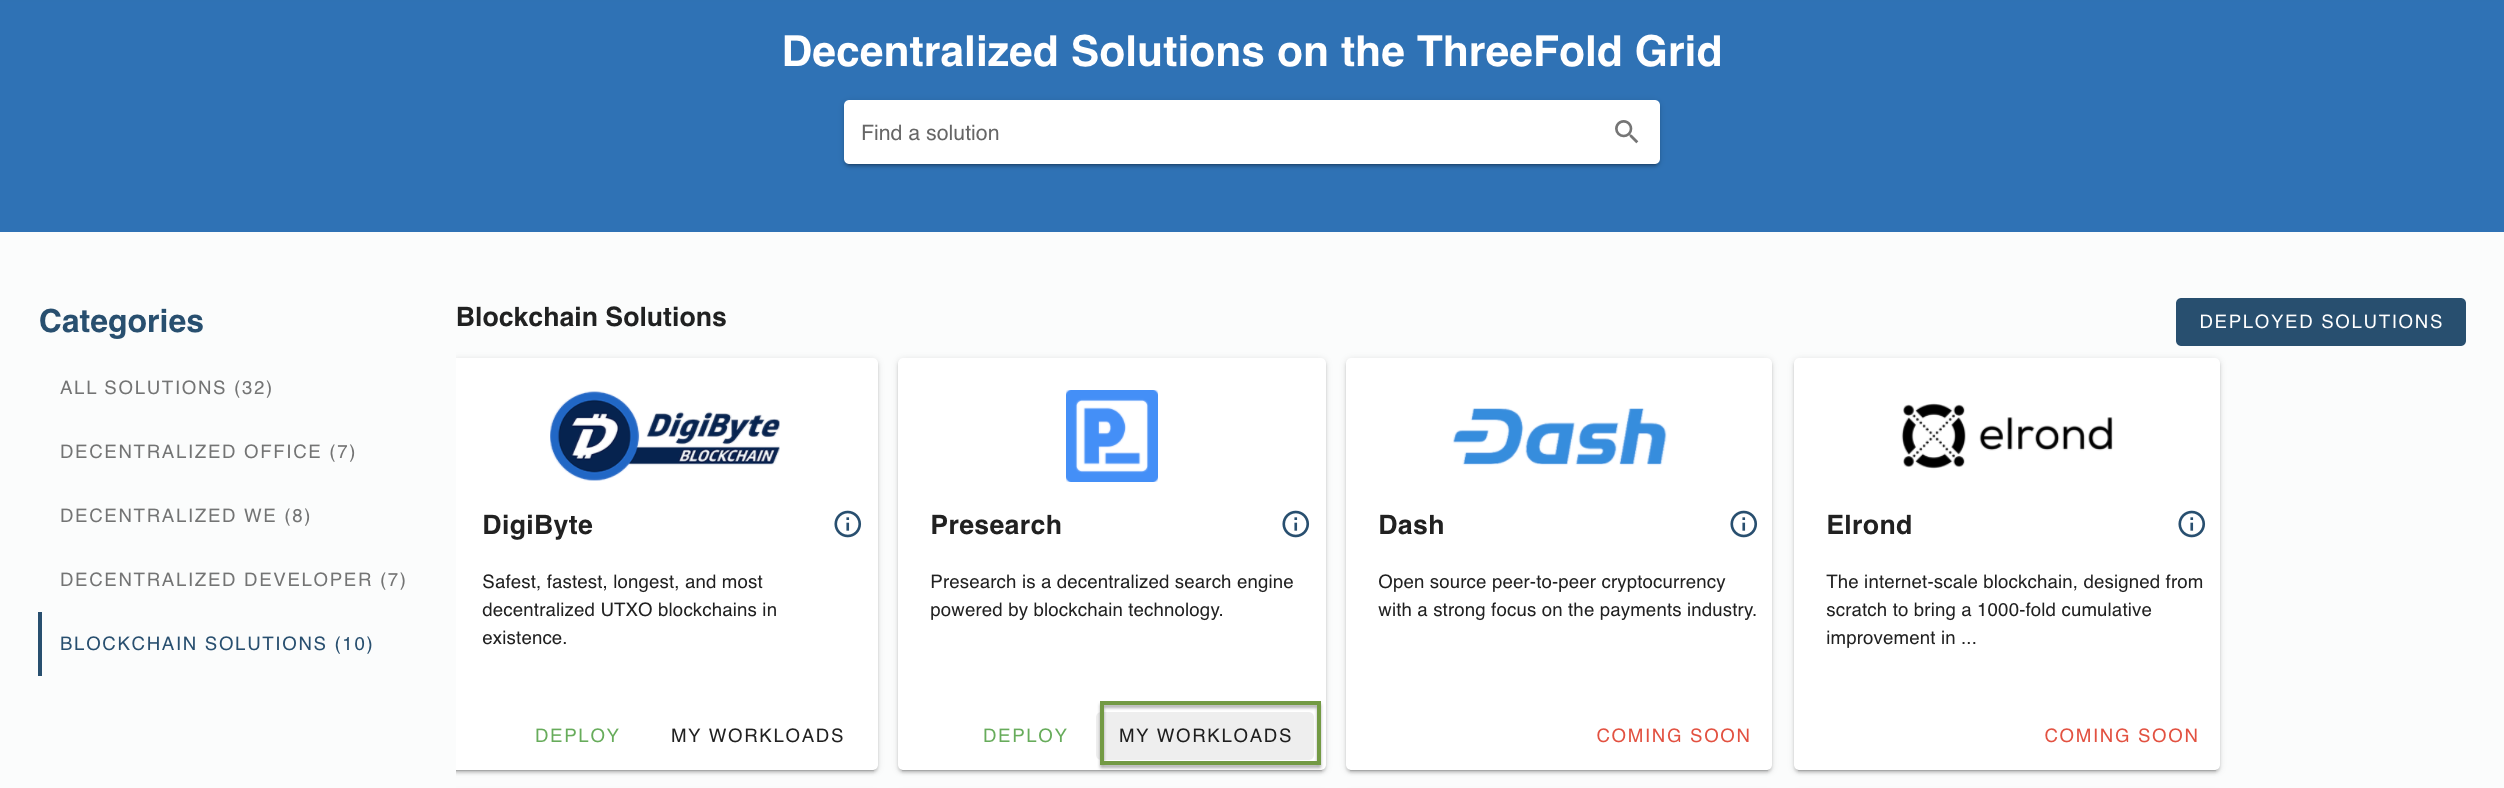 Decentralized Solutions on the ThreeFold Grid
Find a solution
Categories
ALL SOLUTIONS (32)
DECENTRALIZED OFFICE (7)
DECENTRALIZED WE (8)
DECENTRALIZED DEVELOPER (7)
BLOCKCHAIN SOLUTIONS (10)
Blockchain Solutions
DEPLOYED SOLUTIONS
DigiByte
BLOCKCHAIN
DigiByte
Safest, fastest, longest, and most
decentralized UTXO blockchains in
existence.
DEPLOY MY WORKLOADS
P
Presearch
Presearch is a decentralized search engine
powered by blockchain technology.
DEPLOY MY WORKLOADS
Dash
Dash
Open source peer-to-peer cryptocurrency
with a strong focus on the payments industry.
COMING SOON
elrond
Elrond
The internet-scale blockchain, designed from
scratch to bring a 1000-fold cumulative
improvement in ...
COMING SOON